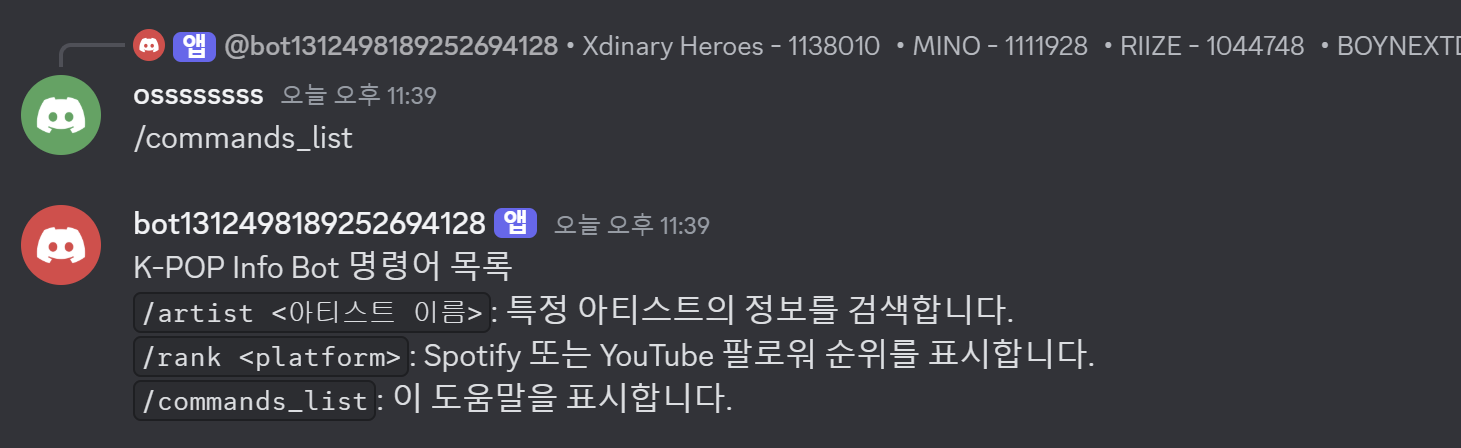 앱 @bot1312498189252694128 • Xdinary Heroes - 1138010 • MINO - 1111928 • RIIZE - 1044748 • BOYNEXTD
ossssssss 오늘 오후 11:39
/commands_list
bot1312498189252694128 앱 오늘 오후 11:39
K-POP Info Bot 명령어 목록
/artist <아티스트 이름>: 특정 아티스트의 정보를 검색합니다.
/rank <platform>: Spotify 또는 YouTube 팔로워 순위를 표시합니다.
/commands_list: 이 도움말을 표시합니다.